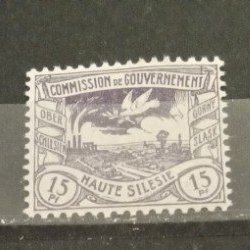 COMMISSION DE GOUVERNEMENT
OBER
SCHLESIEN
GÓRNY
ŚLĄSK
HAUTE SILESIE
15 15
Pf Pf